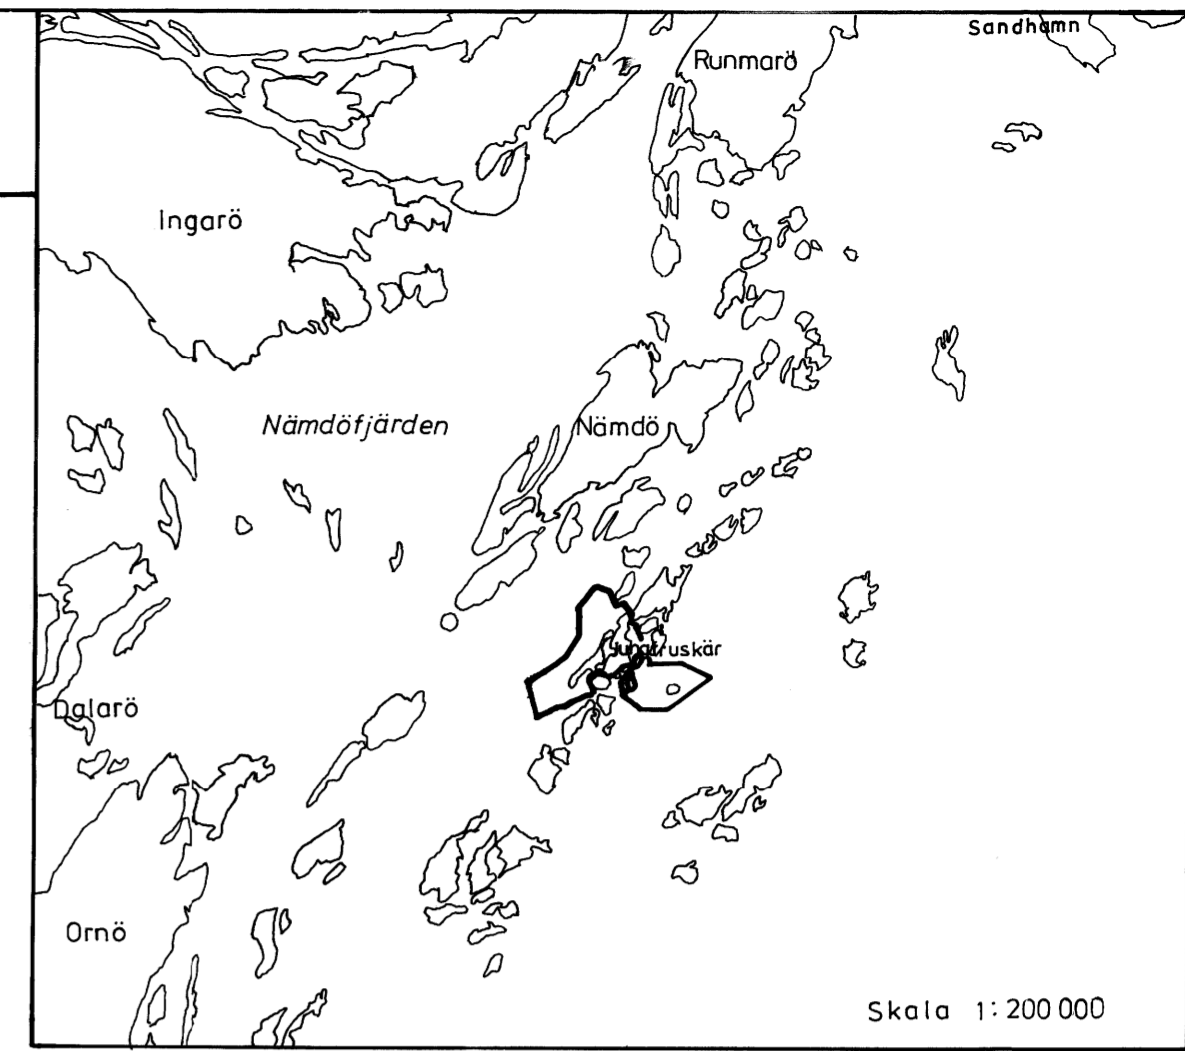 Sandhamn
Runmarö
Ingarö
Nämdöfjärden
Nämdö
Jungfruskär
Dalarö
Ornö
Skala 1:200 000